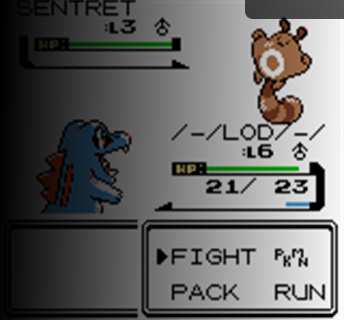 SENTRET
:L3 ♂
HP:
/-/LOD/-/
:L6 ♂
HP:
21/ 23
▶FIGHT PKMN
PACK RUN